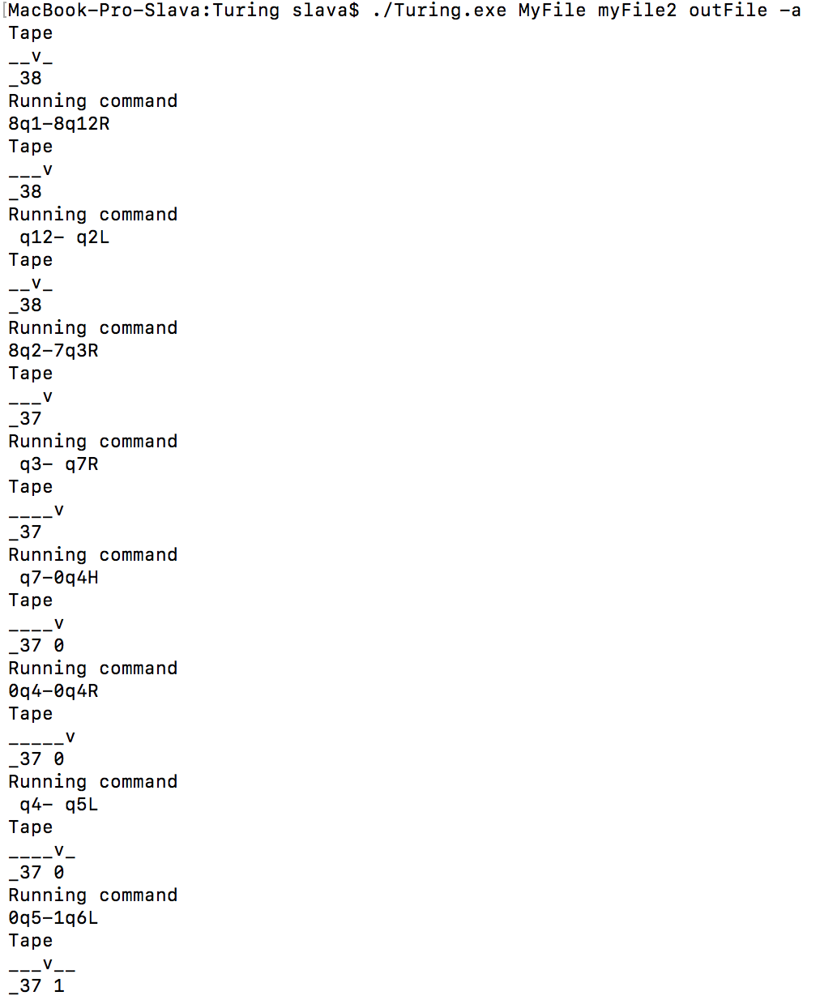 [MacBook-Pro-Slava:Turing slava$ ./Turing.exe MyFile myFile2 outFile -a
Tape
__v_
_38
Running command
8q1-8q12R
Tape
___v
_38
Running command
 q12- q2L
Tape
__v_
_38
Running command
8q2-7q3R
Tape
___v
_37
Running command
 q3- q7R
Tape
____v
_37
Running command
 q7-0q4H
Tape
____v
_37 0
Running command
0q4-0q4R
Tape
_____v
_37 0
Running command
 q4- q5L
Tape
____v_
_37 0
Running command
0q5-1q6L
Tape
___v__
_37 1